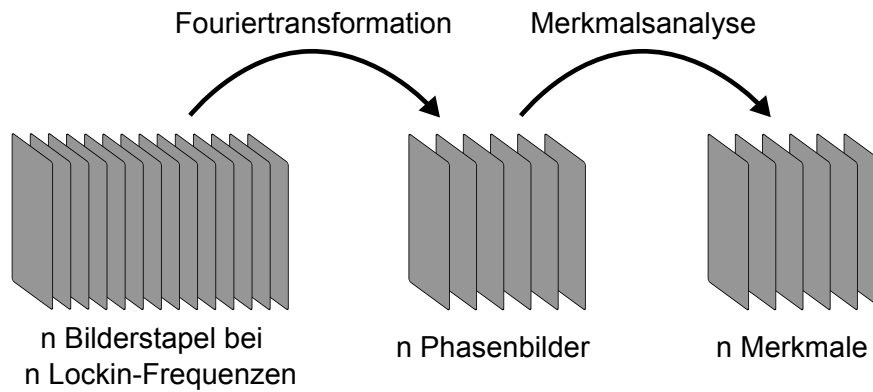 Fouriertransformation
Merkmalsanalyse
n Bilderstapel bei
n Lockin-Frequenzen
n Phasenbilder
n Merkmale